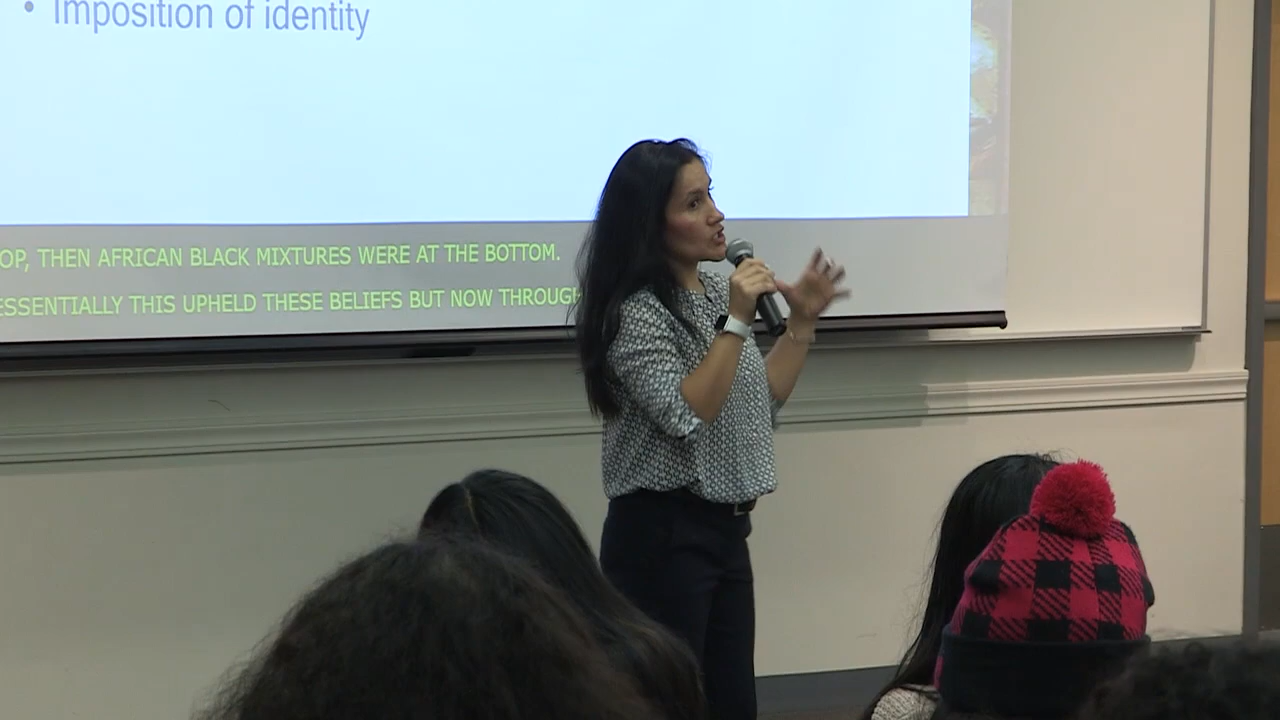 • Imposition of identity
OP, THEN AFRICAN BLACK MIXTURES WERE AT THE BOTTOM.
ESSENTIALLY THIS UPHELD THESE BELIEFS BUT NOW THROUGH